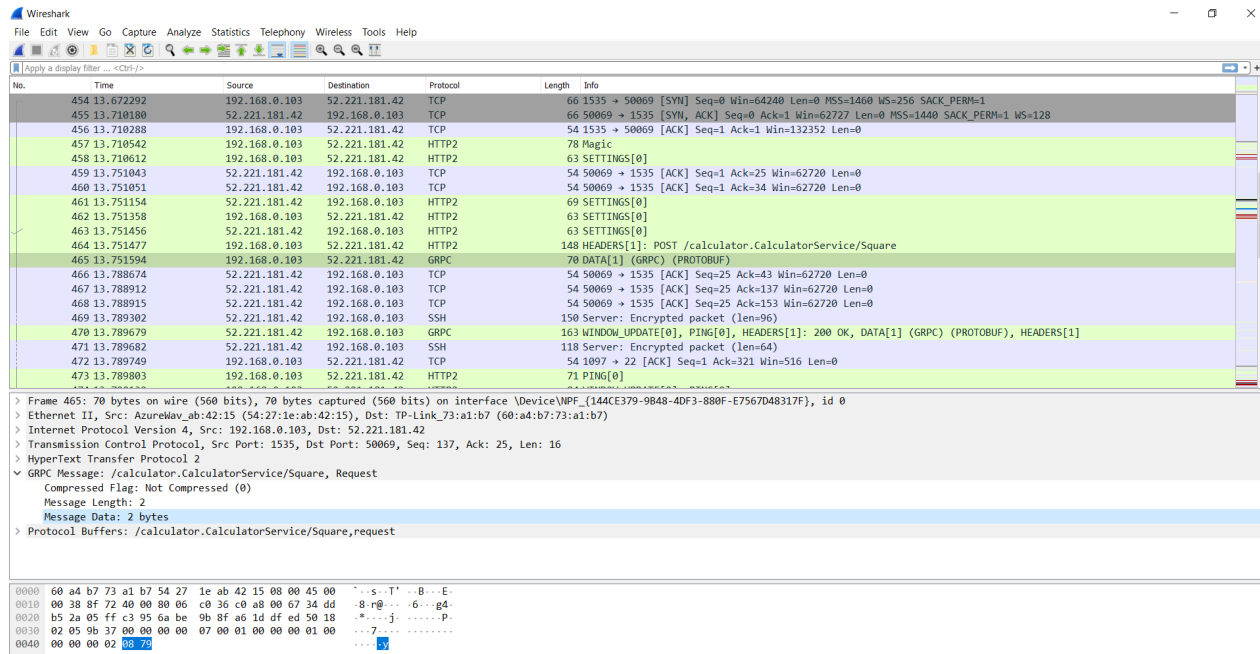 Wireshark
File Edit View Go Capture Analyze Statistics Telephony Wireless Tools Help
Apply a display filter ... <Ctrl-/>
No. Time Source Destination Protocol Length Info
454 13.672292 192.168.0.103 52.221.181.42 TCP 66 1535 → 50069 [SYN] Seq=0 Win=64240 Len=0 MSS=1460 WS=256 SACK_PERM=1
455 13.710180 52.221.181.42 192.168.0.103 TCP 66 50069 → 1535 [SYN, ACK] Seq=0 Ack=1 Win=62727 Len=0 MSS=1440 SACK_PERM=1 WS=128
456 13.710288 192.168.0.103 52.221.181.42 TCP 54 1535 → 50069 [ACK] Seq=1 Ack=1 Win=132352 Len=0
457 13.710542 192.168.0.103 52.221.181.42 HTTP2 78 Magic
458 13.710612 192.168.0.103 52.221.181.42 HTTP2 63 SETTINGS[0]
459 13.751043 52.221.181.42 192.168.0.103 TCP 54 50069 → 1535 [ACK] Seq=1 Ack=25 Win=62720 Len=0
460 13.751051 52.221.181.42 192.168.0.103 TCP 54 50069 → 1535 [ACK] Seq=1 Ack=34 Win=62720 Len=0
461 13.751154 52.221.181.42 192.168.0.103 HTTP2 69 SETTINGS[0]
462 13.751358 52.221.181.42 192.168.0.103 HTTP2 63 SETTINGS[0]
463 13.751456 192.168.0.103 52.221.181.42 HTTP2 63 SETTINGS[0]
464 13.751477 192.168.0.103 52.221.181.42 HTTP2 148 HEADERS[1]: POST /calculator.CalculatorService/Square
465 13.751594 192.168.0.103 52.221.181.42 GRPC 70 DATA[1] (GRPC) (PROTOBUF)
466 13.788674 52.221.181.42 192.168.0.103 TCP 54 50069 → 1535 [ACK] Seq=25 Ack=43 Win=62720 Len=0
467 13.788912 52.221.181.42 192.168.0.103 TCP 54 50069 → 1535 [ACK] Seq=25 Ack=137 Win=62720 Len=0
468 13.788915 52.221.181.42 192.168.0.103 TCP 54 50069 → 1535 [ACK] Seq=25 Ack=153 Win=62720 Len=0
469 13.789302 52.221.181.42 192.168.0.103 SSH 150 Server: Encrypted packet (len=96)
470 13.789679 52.221.181.42 192.168.0.103 GRPC 163 WINDOW_UPDATE[0], PING[0], HEADERS[1]: 200 OK, DATA[1] (GRPC) (PROTOBUF), HEADERS[1]
471 13.789682 52.221.181.42 192.168.0.103 SSH 118 Server: Encrypted packet (len=64)
472 13.789749 192.168.0.103 52.221.181.42 TCP 54 1097 → 22 [ACK] Seq=1 Ack=321 Win=516 Len=0
473 13.789803 192.168.0.103 52.221.181.42 HTTP2 71 PING[0]
Frame 465: 70 bytes on wire (560 bits), 70 bytes captured (560 bits) on interface \Device\NPF_{144CE379-9B48-4DF3-880F-E7567D48317F}, id 0
Ethernet II, Src: AzureWav_ab:42:15 (54:27:1e:ab:42:15), Dst: TP-Link_73:a1:b7 (60:a4:b7:73:a1:b7)
Internet Protocol Version 4, Src: 192.168.0.103, Dst: 52.221.181.42
Transmission Control Protocol, Src Port: 1535, Dst Port: 50069, Seq: 137, Ack: 25, Len: 16
HyperText Transfer Protocol 2
GRPC Message: /calculator.CalculatorService/Square, Request
Compressed Flag: Not Compressed (0)
Message Length: 2
Message Data: 2 bytes
Protocol Buffers: /calculator.CalculatorService/Square,request
0000 60 a4 b7 73 a1 b7 54 27 1e ab 42 15 08 00 45 00 `··s··T' ··B···E·
0010 00 38 8f 72 40 00 80 06 c0 36 c0 a8 00 67 34 dd ·8·r@··· ·6···g4·
0020 b5 2a 05 ff c3 95 6a be 9b 8f a6 1d df ed 50 18 ·*····j· ······P·
0030 02 05 9b 37 00 00 00 00 07 00 01 00 00 00 01 00 ···7···· ········
0040 00 00 00 02 08 79 ·····y